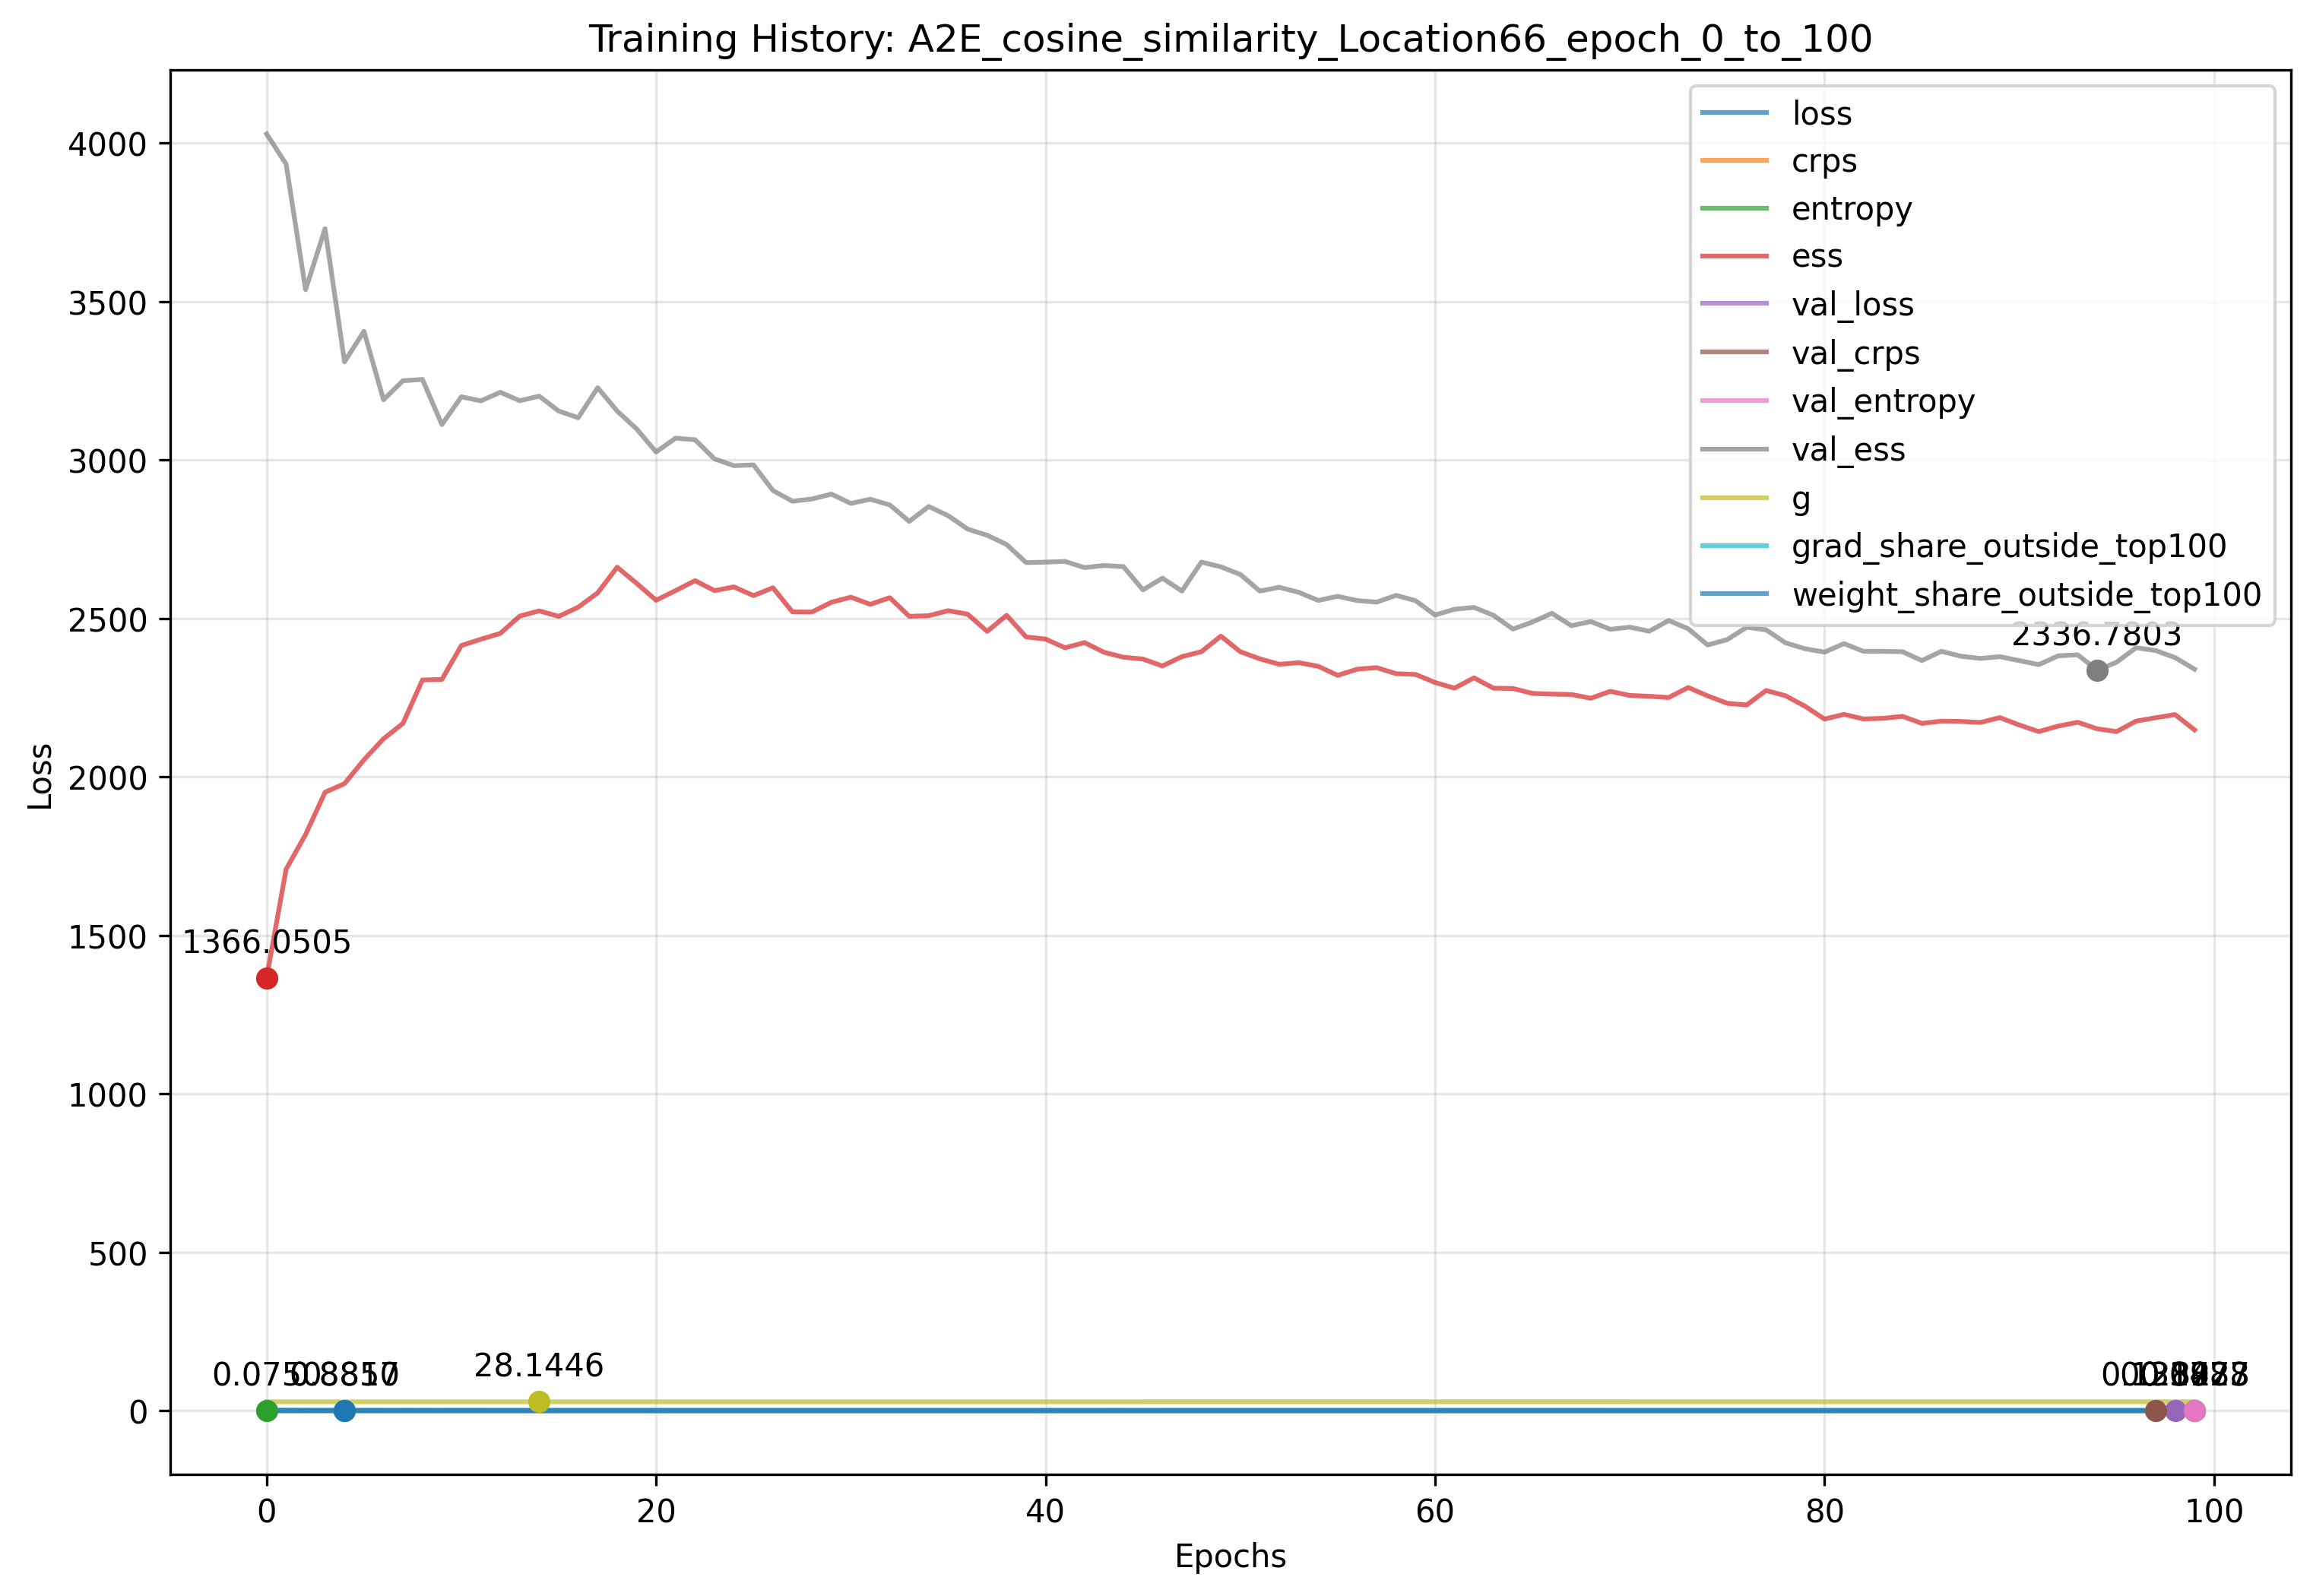 Training History: A2E_cosine_similarity_Location66_epoch_0_to_100
Loss
4000
3500
3000
2500
2000
1500
1000
500
0
loss
crps
entropy
ess
val_loss
val_crps
val_entropy
val_ess
g
grad_share_outside_top100
weight_share_outside_top100
2336.7803
1366.0505
28.1446
0
20
40
60
80
100
Epochs